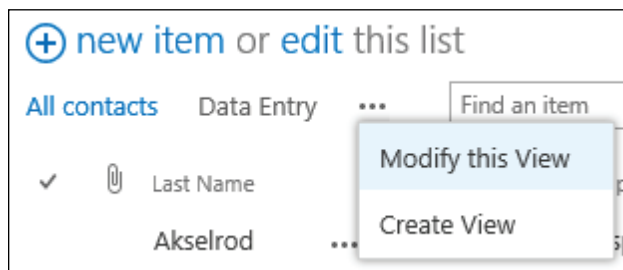 new item or edit this list
All contacts Data Entry ... Find an item
Modify this View
Last Name
Create View
Akselrod ...